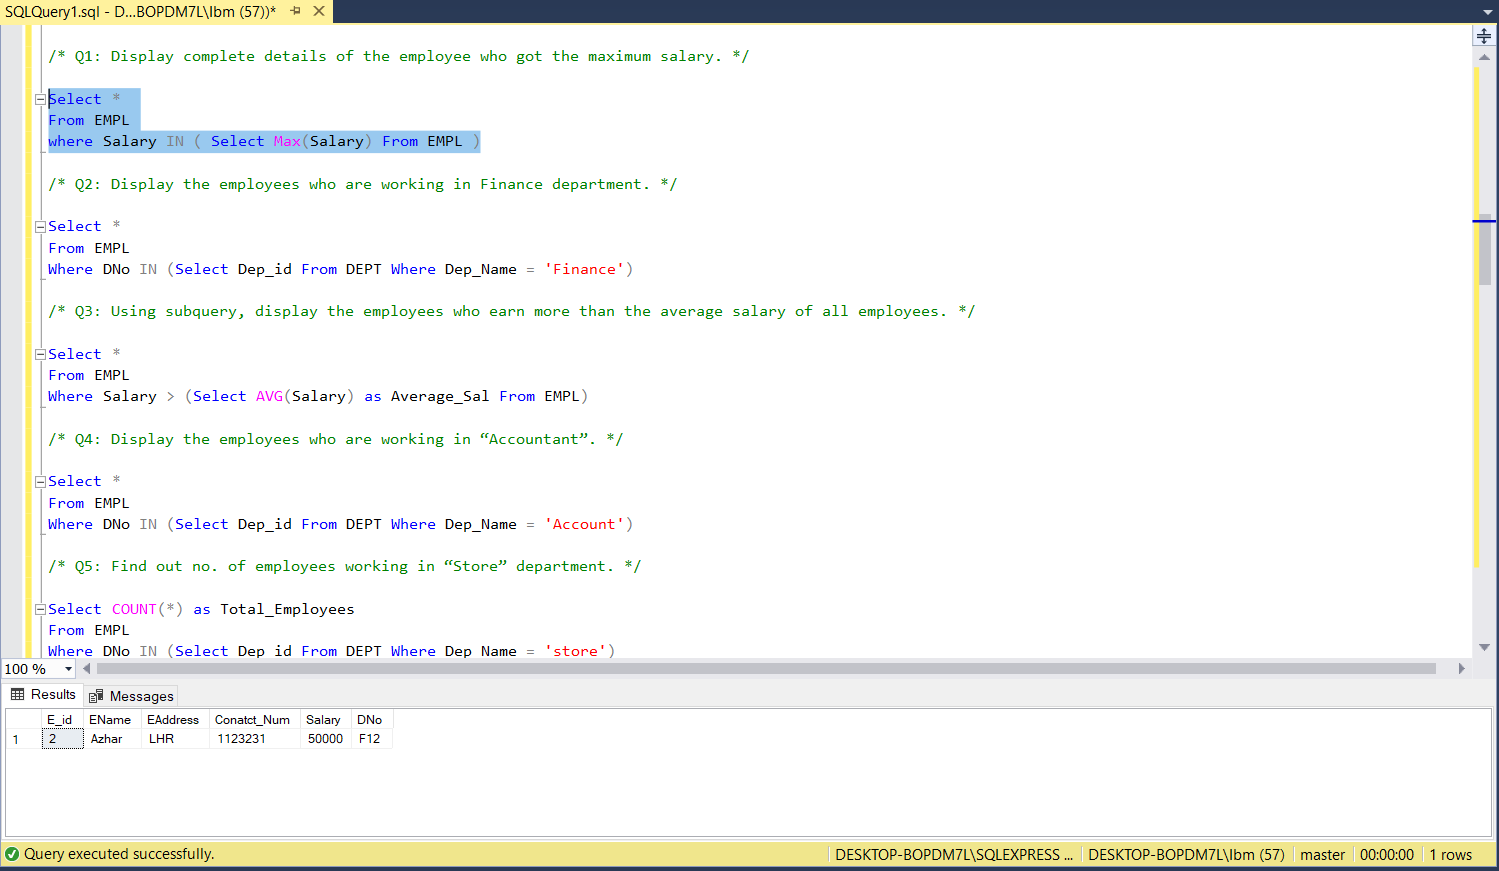 SQLQuery1.sql - D...BOPDM7L\Ibm (57))*
/* Q1: Display complete details of the employee who got the maximum salary. */
Select *
From EMPL
where Salary IN ( Select Max(Salary) From EMPL )
/* Q2: Display the employees who are working in Finance department. */
Select *
From EMPL
Where DNo IN (Select Dep_id From DEPT Where Dep_Name = 'Finance')
/* Q3: Using subquery, display the employees who earn more than the average salary of all employees. */
Select *
From EMPL
Where Salary > (Select AVG(Salary) as Average_Sal From EMPL)
/* Q4: Display the employees who are working in “Accountant”. */
Select *
From EMPL
Where DNo IN (Select Dep_id From DEPT Where Dep_Name = 'Account')
/* Q5: Find out no. of employees working in “Store” department. */
Select COUNT(*) as Total_Employees
From EMPL
Where DNo IN (Select Dep_id From DEPT Where Dep_Name = 'store')
100 %
Results Messages
E_id EName EAddress Conatct_Num Salary DNo
1 2 Azhar LHR 1123231 50000 F12
Query executed successfully. DESKTOP-BOPDM7L\SQLEXPRESS ... DESKTOP-BOPDM7L\Ibm (57) master 00:00:00 1 rows